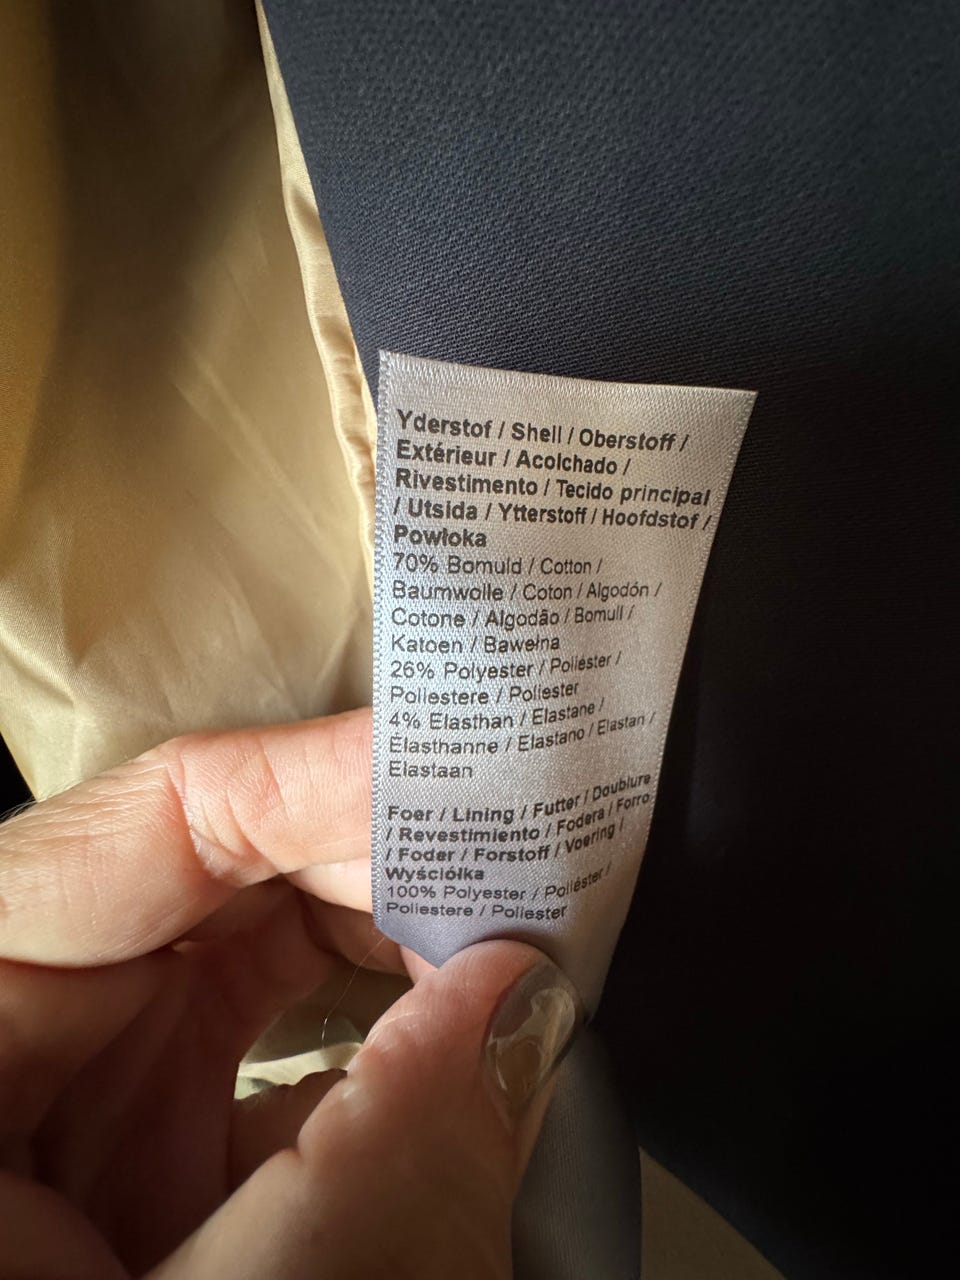 Yderstof / Shell / Oberstoff /
Extérieur / Acolchado /
Rivestimento / Tecido principal
/ Utsida / Ytterstoff / Hoofdstof /
Powłoka
70% Bomuld / Cotton /
Baumwolle / Coton / Algodón /
Cotone / Algodão / Bomull /
Katoen / Bawełna
26% Polyester / Poliéster /
Poliestere / Poliester
4% Elasthan / Elastane /
Élasthanne / Elastano / Elastan /
Elastaan
Foer / Lining / Futter / Doublure
/ Revestimiento / Fodera / Forro
/ Foder / Forstoff / Voering /
Wyściółka
100% Polyester / Poliéster /
Poliestere / Poliester